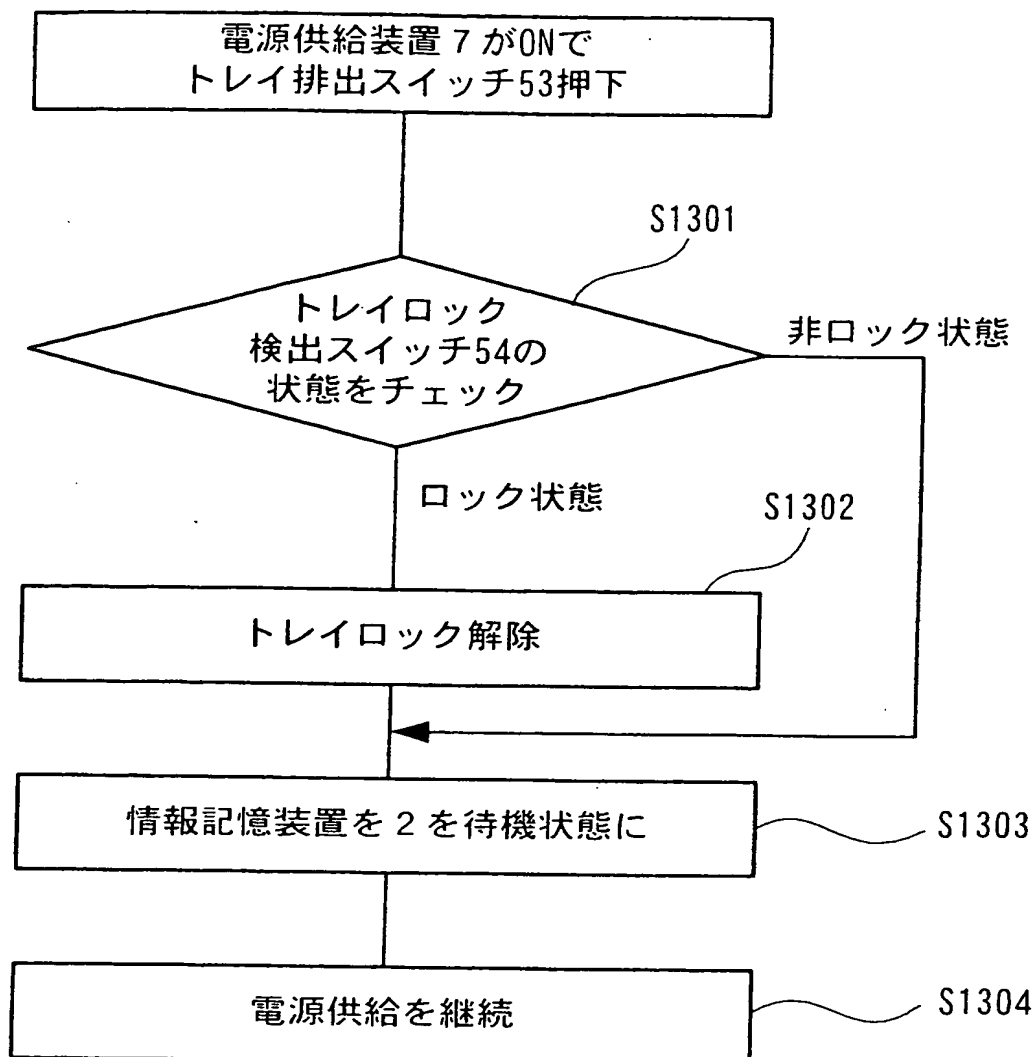 電源供給装置7がONで
トレイ排出スイッチ53押下
S1301
トレイロック
検出スイッチ54の
状態をチェック
非ロック状態
ロック状態
S1302
トレイロック解除
情報記憶装置を2を待機状態に
S1303
電源供給を継続
S1304